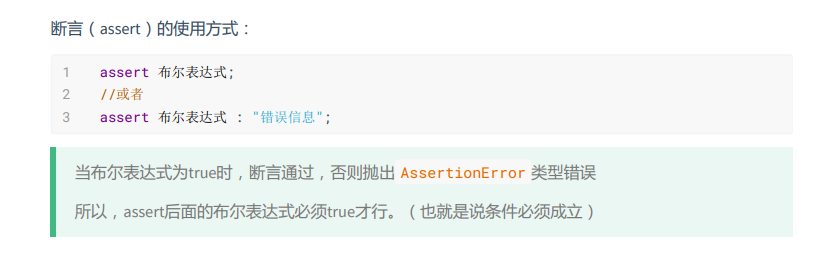 断言（assert）的使用方式：
1 assert 布尔表达式;
2 //或者
3 assert 布尔表达式 : "错误信息";
当布尔表达式为true时，断言通过，否则抛出 AssertionError 类型错误
所以，assert后面的布尔表达式必须true才行。（也就是说条件必须成立）